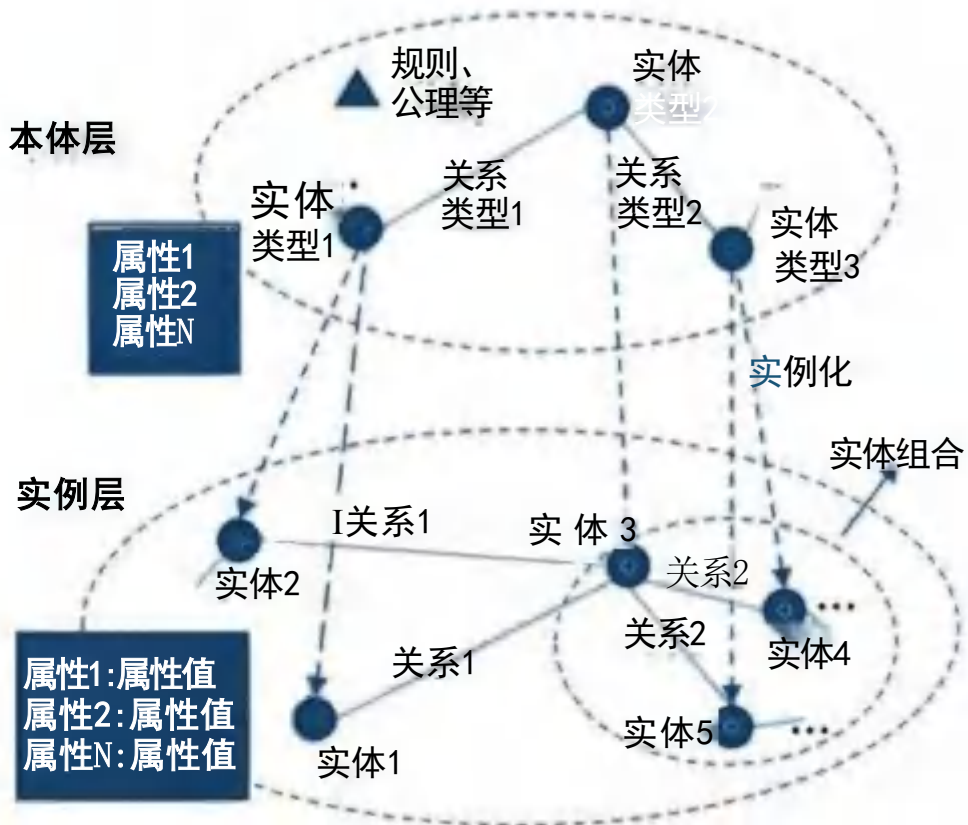 规则、
公理等
实体
类型2
本体层
关系
类型1
关系
类型2
实体
类型1
实体
类型3
属性1
属性2
属性N
实例化
实体组合
实例层
I关系1
实体3
实体2
关系2
关系2
实体4
关系1
属性1:属性值
属性2:属性值
属性N:属性值
实体5
实体1